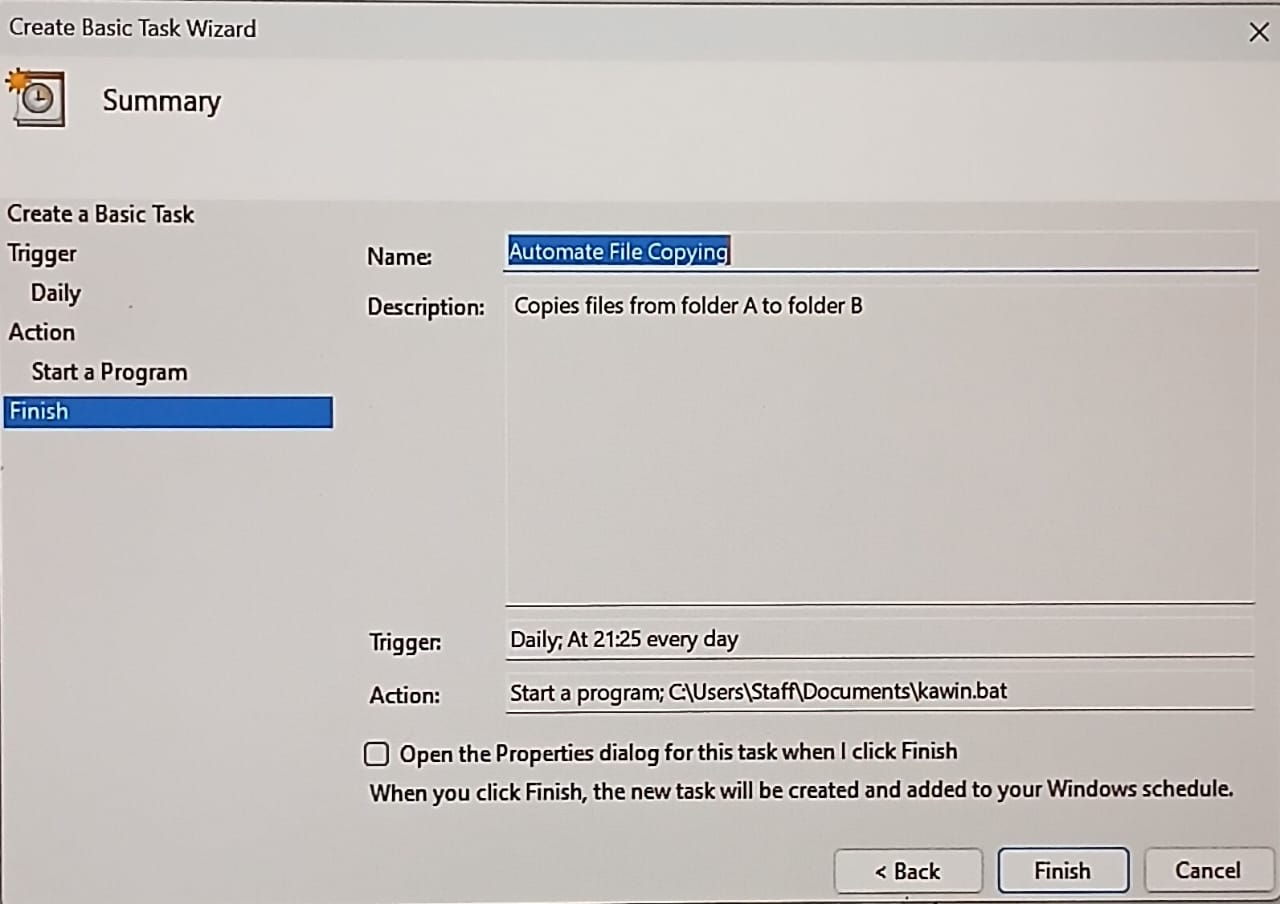 Create Basic Task Wizard
Summary
Create a Basic Task
Trigger
Daily
Action
Start a Program
Finish
Name: Automate File Copying
Description: Copies files from folder A to folder B
Trigger: Daily; At 21:25 every day
Action: Start a program; C:\Users\Staff\Documents\kawin.bat
Open the Properties dialog for this task when I click Finish
When you click Finish, the new task will be created and added to your Windows schedule.
< Back Finish Cancel